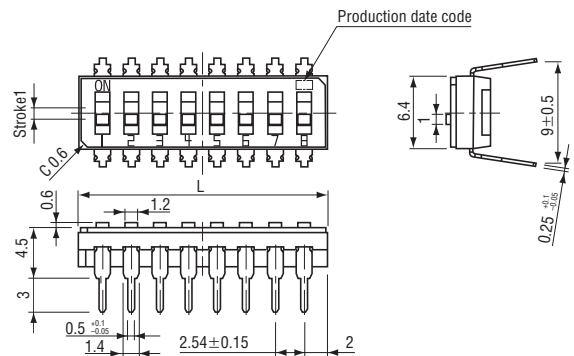 Production date code
ON
1 2 3 4 5 6 7 8
Stroke1
C0.6
6.4
1
9±0.5
0.25 +0.1 -0.05
L
0.6
1.2
4.5
3
0.5 +0.1 -0.05
1.4
2.54±0.15
2